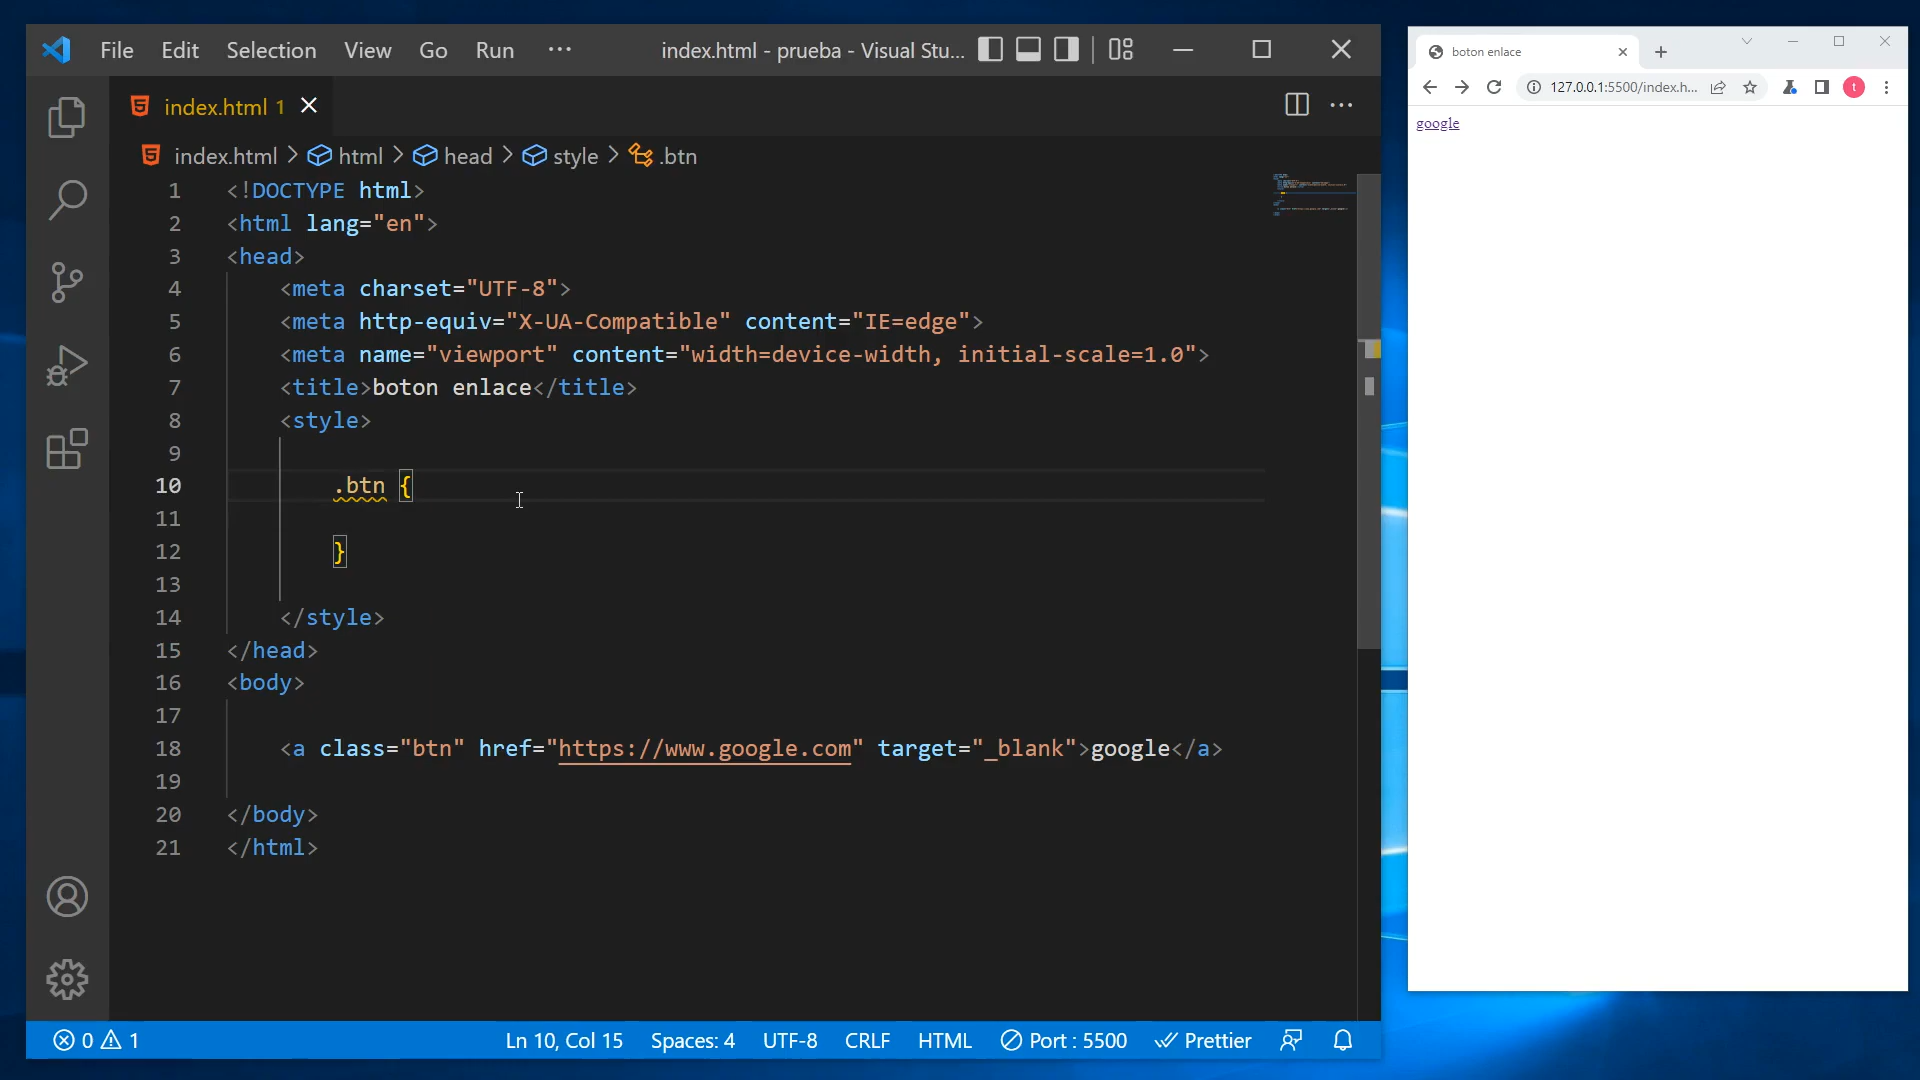 File Edit Selection View Go Run ··· index.html - prueba - Visual Stu...
index.html 1
index.html > html > head > style > .btn
1 <!DOCTYPE html>
2 <html lang="en">
3 <head>
4 <meta charset="UTF-8">
5 <meta http-equiv="X-UA-Compatible" content="IE=edge">
6 <meta name="viewport" content="width=device-width, initial-scale=1.0">
7 <title>boton enlace</title>
8 <style>
9
10 .btn {
11
12 }
13
14 </style>
15 </head>
16 <body>
17
18 <a class="btn" href="https://www.google.com" target="_blank">google</a>
19
20 </body>
21 </html>
0 1 Ln 10, Col 15 Spaces: 4 UTF-8 CRLF HTML Port : 5500 Prettier
boton enlace
127.0.0.1:5500/index.h... t
google